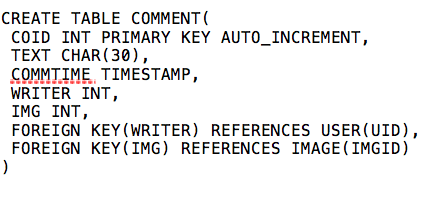 CREATE TABLE COMMENT(
COID INT PRIMARY KEY AUTO_INCREMENT,
TEXT CHAR(30),
COMMTIME TIMESTAMP,
WRITER INT,
IMG INT,
FOREIGN KEY(WRITER) REFERENCES USER(UID),
FOREIGN KEY(IMG) REFERENCES IMAGE(IMGID)
)